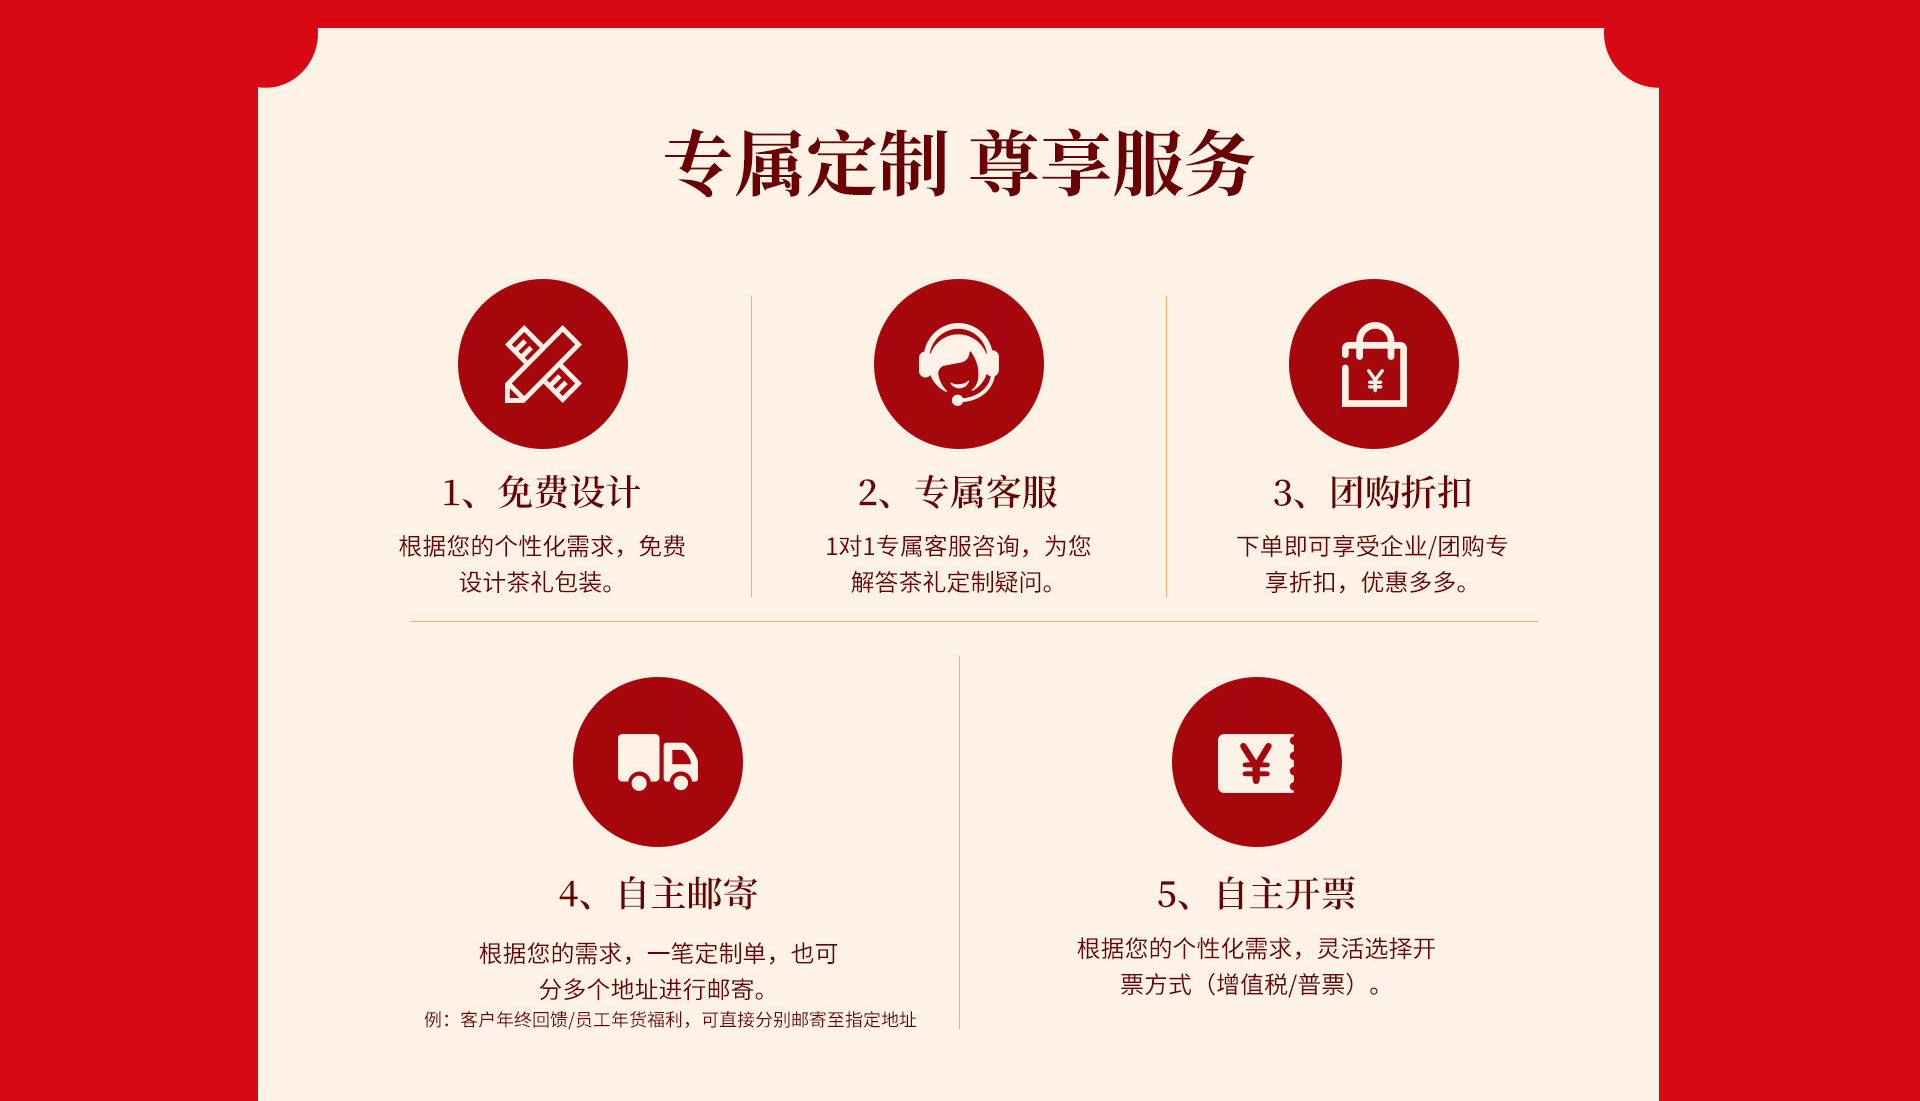 专属定制 尊享服务
1、免费设计
根据您的个性化需求，免费
设计茶礼包装。
2、专属客服
1对1专属客服咨询，为您
解答茶礼定制疑问。
3、团购折扣
下单即可享受企业/团购专
享折扣，优惠多多。
4、自主邮寄
根据您的需求，一笔定制单，也可
分多个地址进行邮寄。
例：客户年终回馈/员工年货福利，可直接分别邮寄至指定地址
5、自主开票
根据您的个性化需求，灵活选择开
票方式（增值税/普票）。